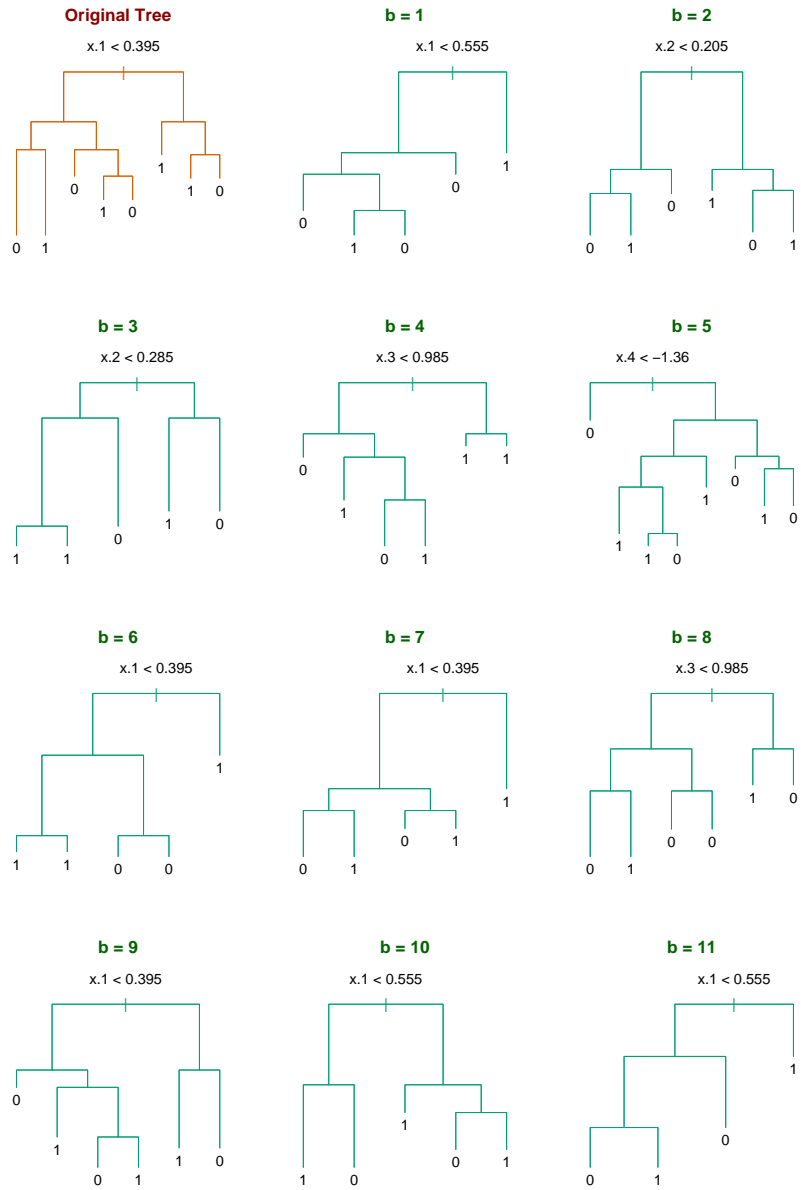 Original Tree
b = 1
b = 2
x.1 < 0.395
x.1 < 0.555
x.2 < 0.205
0 1 0 1 0 1 1 0
0 1 0 0 1
0 1 0 1 0 1
b = 3
b = 4
b = 5
x.2 < 0.285
x.3 < 0.985
x.4 < −1.36
1 1 0 1 0
0 1 0 1 1 1
0 1 1 0 1 0 1 0
b = 6
b = 7
b = 8
x.1 < 0.395
x.1 < 0.395
x.3 < 0.985
1 1 0 0 1
0 1 0 1 1
0 1 0 0 1 0
b = 9
b = 10
b = 11
x.1 < 0.395
x.1 < 0.555
x.1 < 0.555
0 1 0 1 1 0
1 0 1 0 1
0 1 0 1